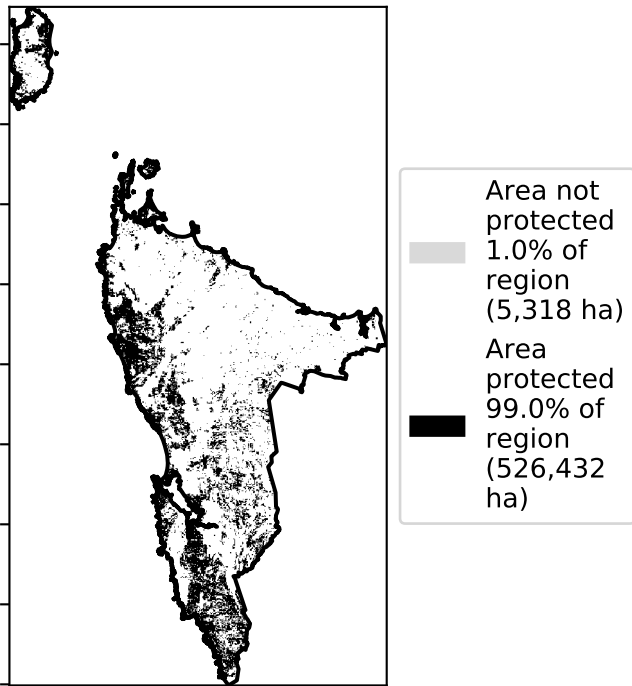 Area not
protected
1.0% of
region
(5,318 ha)
Area
protected
99.0% of
region
(526,432
ha)